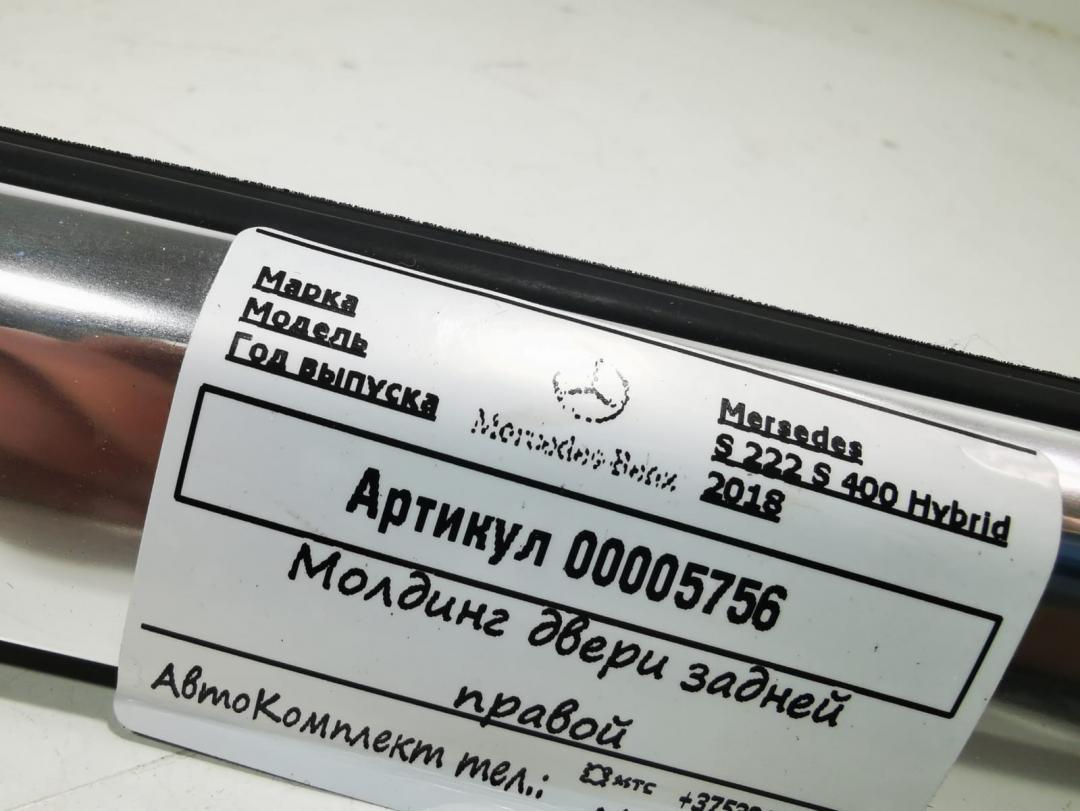 Марка
Модель
Год выпуска
Mercedes-Benz
Mersedes
S 222 S 400 Hybrid
2018
Артикул 00005756
Молдинг двери задней
правой
АвтоКомплект тел.: мтс